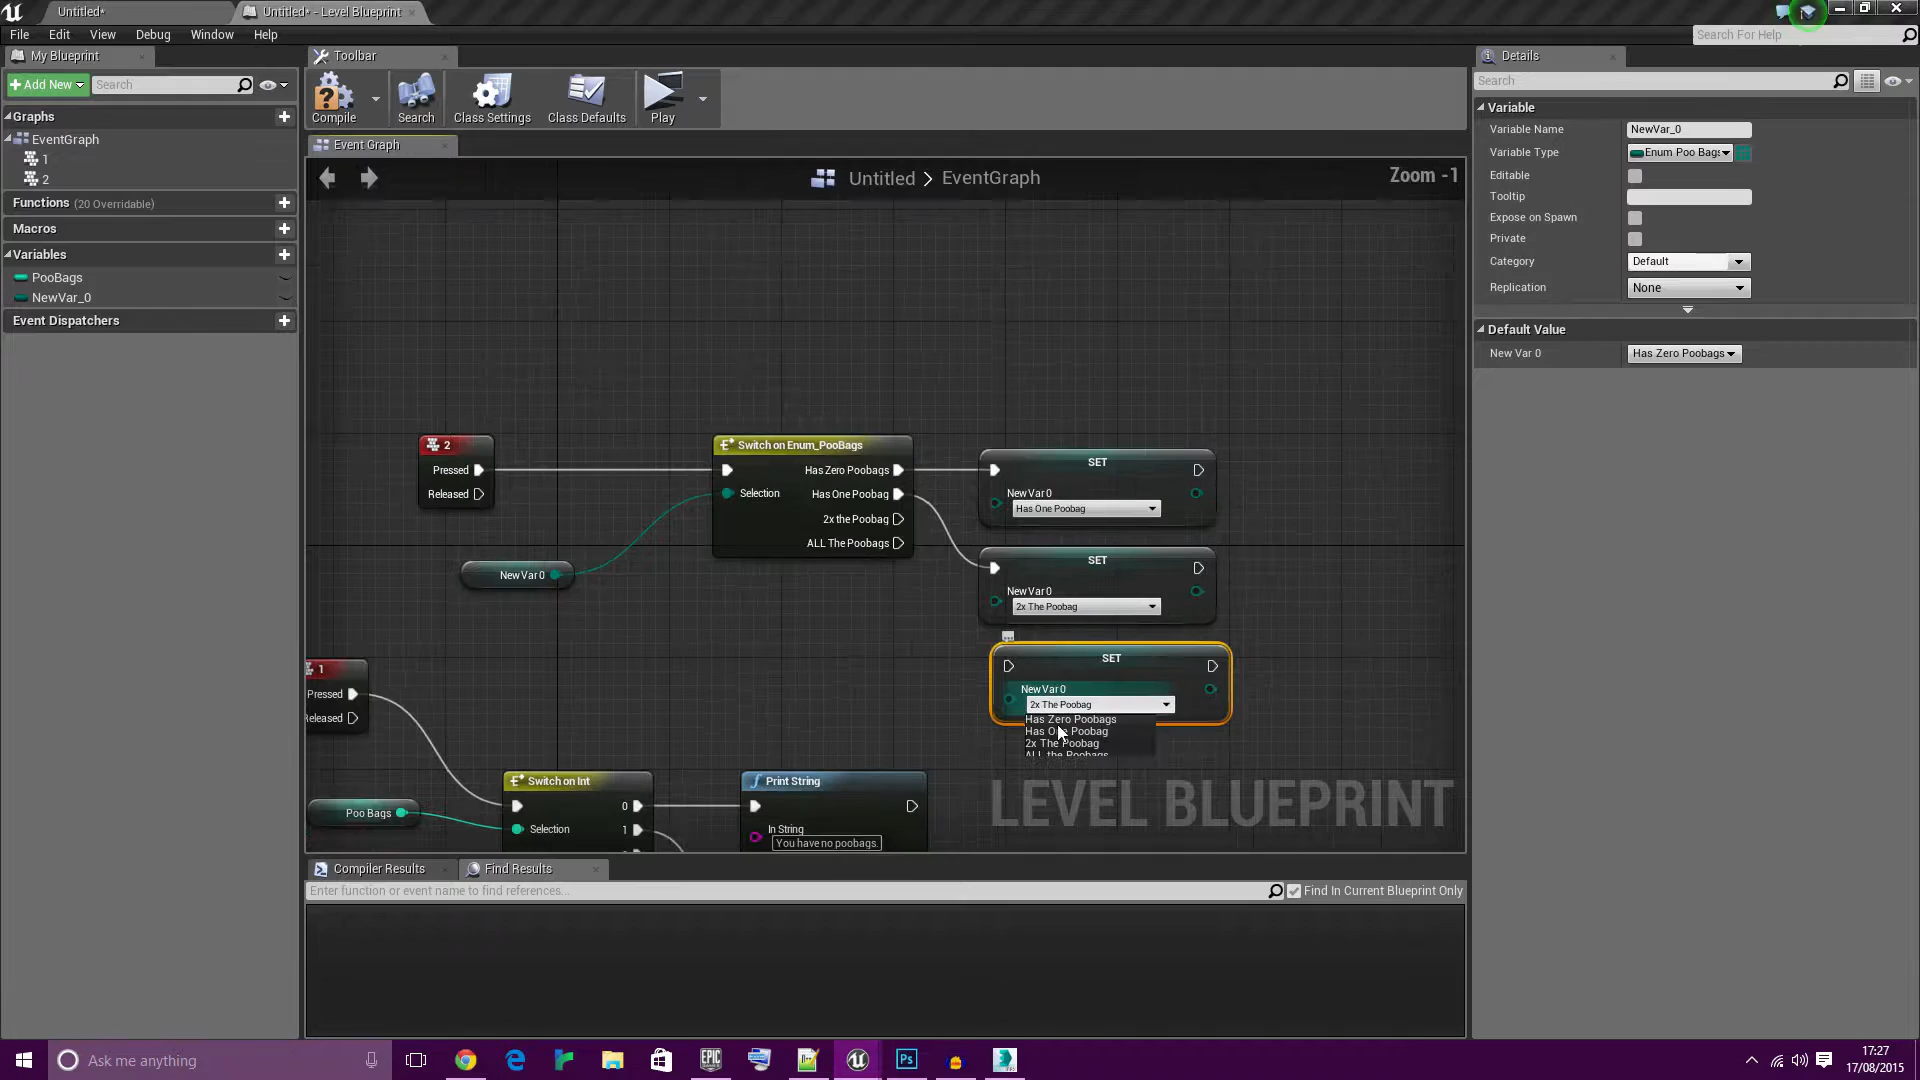 Untitled*
Untitled* - Level Blueprint
File Edit View Debug Window Help
Search For Help
My Blueprint
Toolbar
Details
Add New
Search
Compile
Search
Class Settings
Class Defaults
Play
Search
Graphs
EventGraph
1
2
Functions (20 Overridable)
Macros
Variables
PooBags
NewVar_0
Event Dispatchers
Event Graph
Untitled > EventGraph
Zoom -1
2
Pressed
Released
New Var 0
Switch on Enum_PooBags
Selection
Has Zero Poobags
Has One Poobag
2x the Poobag
ALL The Poobags
SET
New Var 0
Has One Poobag
SET
New Var 0
2x The Poobag
SET
New Var 0
2x The Poobag
Has Zero Poobags
Has One Poobag
2x The Poobag
ALL the Poobags
1
Pressed
Released
Poo Bags
Switch on Int
Selection
0
1
Print String
In String
You have no poobags.
LEVEL BLUEPRINT
Variable
Variable Name NewVar_0
Variable Type Enum Poo Bags
Editable
Tooltip
Expose on Spawn
Private
Category Default
Replication None
Default Value
New Var 0 Has Zero Poobags
Compiler Results
Find Results
Enter function or event name to find references...
Find In Current Blueprint Only
Ask me anything
EPIC
Ps
17:27
17/08/2015